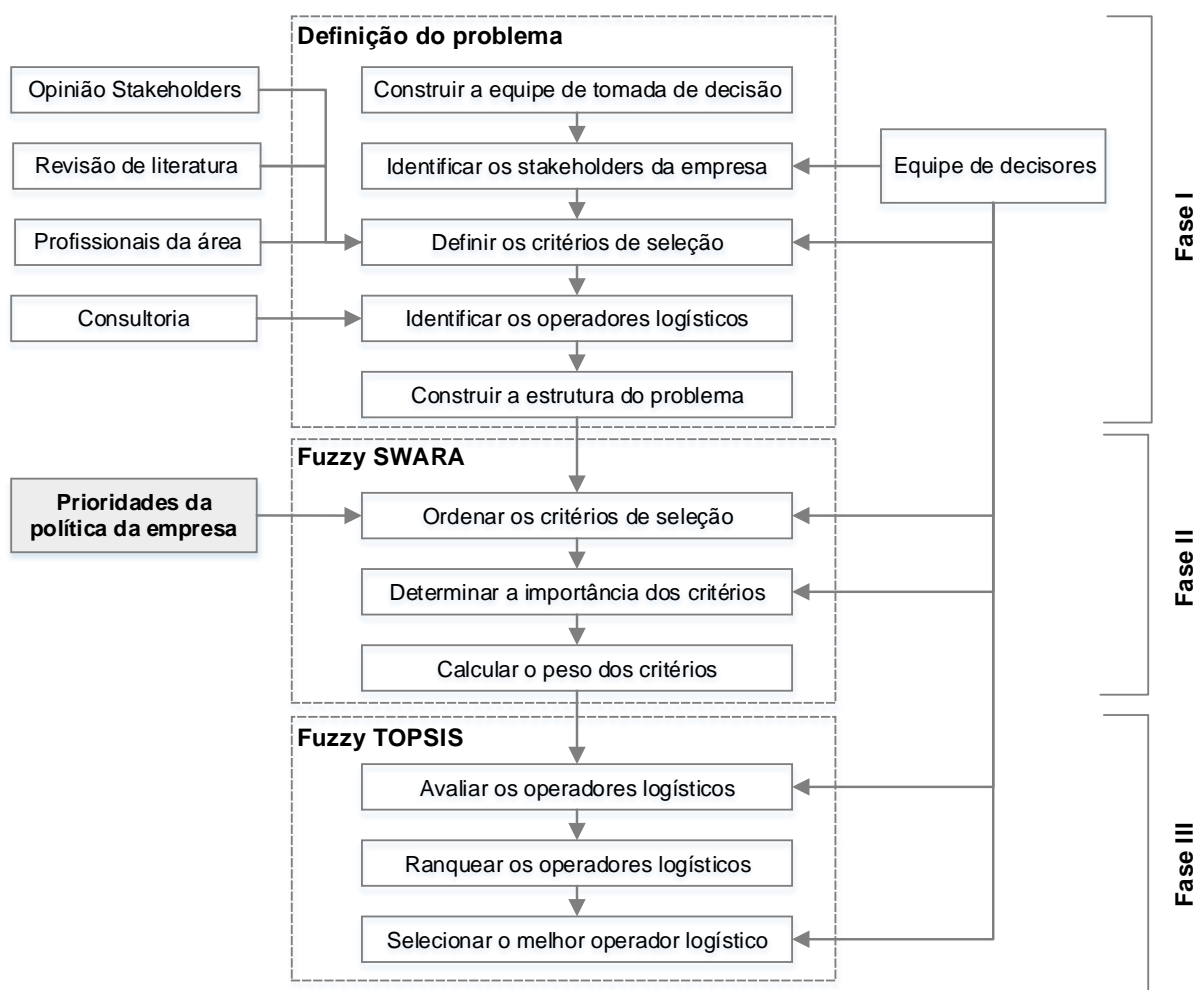 Definição do problema
Opinião Stakeholders
Construir a equipe de tomada de decisão
Revisão de literatura
Identificar os stakeholders da empresa
Equipe de decisores
Profissionais da área
Definir os critérios de seleção
Consultoria
Identificar os operadores logísticos
Construir a estrutura do problema
Fase I
Fuzzy SWARA
Prioridades da
política da empresa
Ordenar os critérios de seleção
Determinar a importância dos critérios
Calcular o peso dos critérios
Fase II
Fuzzy TOPSIS
Avaliar os operadores logísticos
Ranquear os operadores logísticos
Selecionar o melhor operador logístico
Fase III